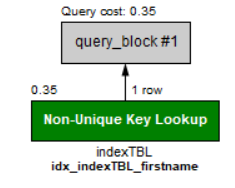 Query cost: 0.35
query_block #1
0.35 1 row
Non-Unique Key Lookup
indexTBL
idx_indexTBL_firstname